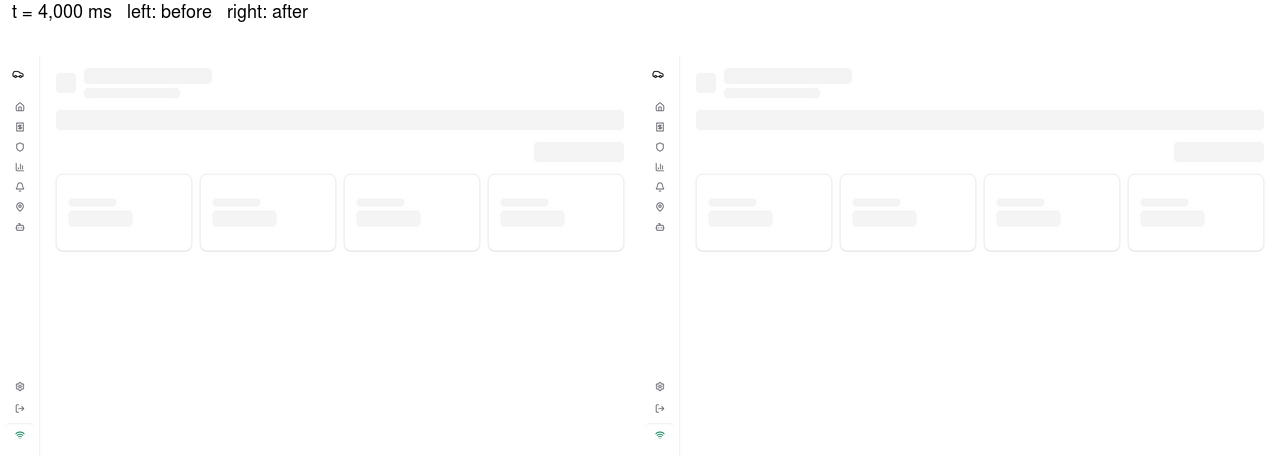 t = 4,000 ms   left: before   right: after